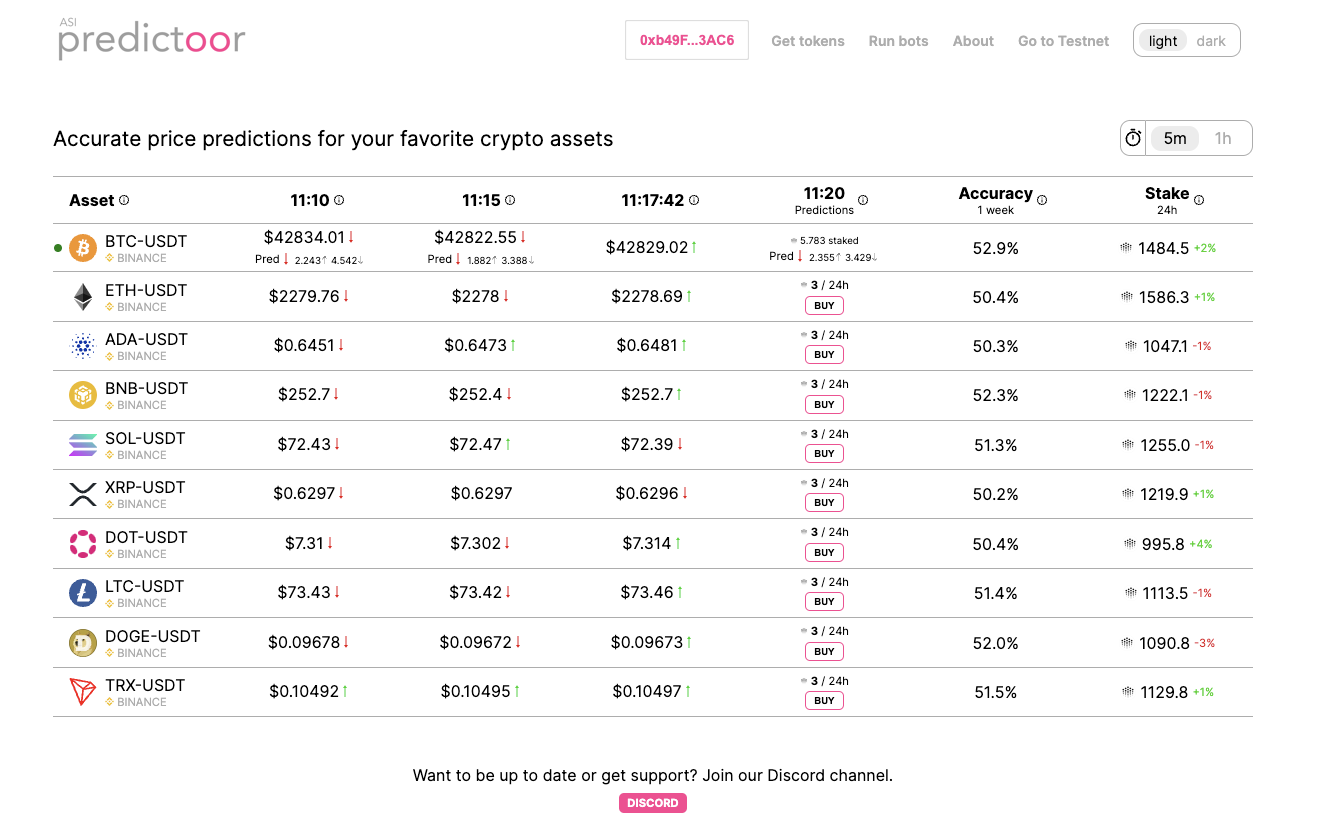 ASI
predictoor
0xb49F...3AC6 Get tokens Run bots About Go to Testnet light dark
Accurate price predictions for your favorite crypto assets
5m 1h
Asset 11:10 11:15 11:17:42 11:20 Accuracy Stake
Predictions 1 week 24h
BTC-USDT $42834.01↓ $42822.55↓ $42829.02↑ 5.783 staked 52.9% 1484.5 +2%
BINANCE Pred ↓ 2.243↑ 4.542↓ Pred ↓ 1.882↑ 3.388↓ Pred ↓ 2.355↑ 3.429↓
ETH-USDT $2279.76↓ $2278↓ $2278.69↑ 3 / 24h 50.4% 1586.3 +1%
BINANCE BUY
ADA-USDT $0.6451↓ $0.6473↑ $0.6481↑ 3 / 24h 50.3% 1047.1 -1%
BINANCE BUY
BNB-USDT $252.7↓ $252.4↓ $252.7↑ 3 / 24h 52.3% 1222.1 -1%
BINANCE BUY
SOL-USDT $72.43↓ $72.47↑ $72.39↓ 3 / 24h 51.3% 1255.0 -1%
BINANCE BUY
XRP-USDT $0.6297↓ $0.6297 $0.6296↓ 3 / 24h 50.2% 1219.9 +1%
BINANCE BUY
DOT-USDT $7.31↓ $7.302↓ $7.314↑ 3 / 24h 50.4% 995.8 +4%
BINANCE BUY
LTC-USDT $73.43↓ $73.42↓ $73.46↑ 3 / 24h 51.4% 1113.5 -1%
BINANCE BUY
DOGE-USDT $0.09678↓ $0.09672↓ $0.09673↑ 3 / 24h 52.0% 1090.8 -3%
BINANCE BUY
TRX-USDT $0.10492↑ $0.10495↑ $0.10497↑ 3 / 24h 51.5% 1129.8 +1%
BINANCE BUY
Want to be up to date or get support? Join our Discord channel.
DISCORD